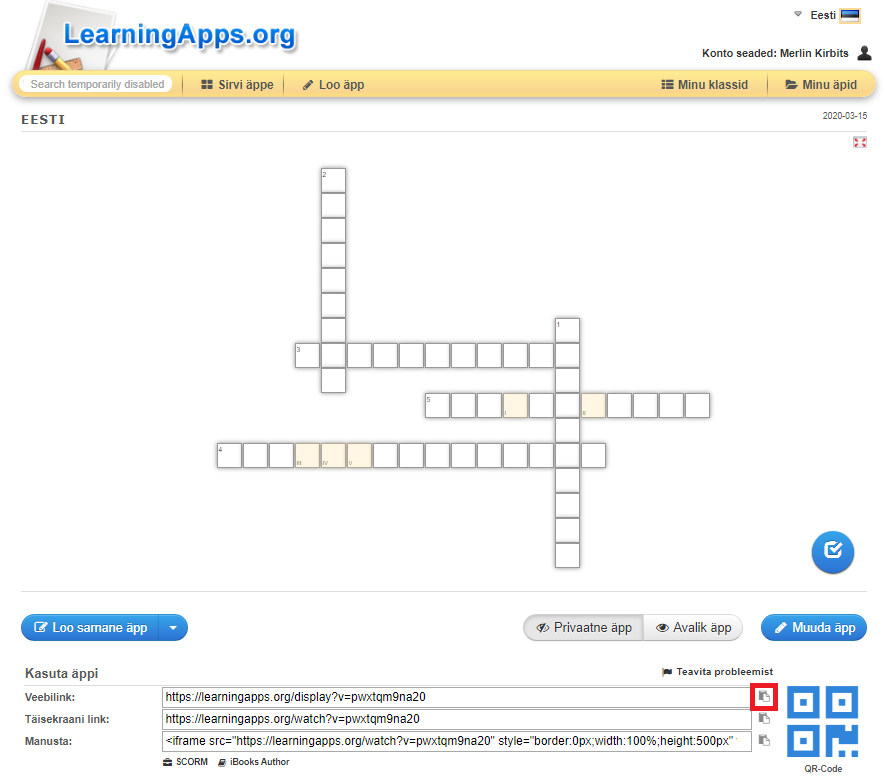 LearningApps.org
Eesti
Konto seaded: Merlin Kirbits
Search temporarily disabled
Sirvi äppe
Loo äpp
Minu klassid
Minu äpid
EESTI
2020-03-15
2
1
3
5
I
II
4
III
IV
V
Loo sarnane äpp
Privaatne äpp
Avalik äpp
Muuda äpp
Kasuta äppi
Teavita probleemist
Veebilink:
https://learningapps.org/display?v=pwxtqm9na20
Täisekraani link:
https://learningapps.org/watch?v=pwxtqm9na20
Manusta:
<iframe src="https://learningapps.org/watch?v=pwxtqm9na20" style="border:0px;width:100%;height:500px"
SCORM
iBooks Author
QR-Code